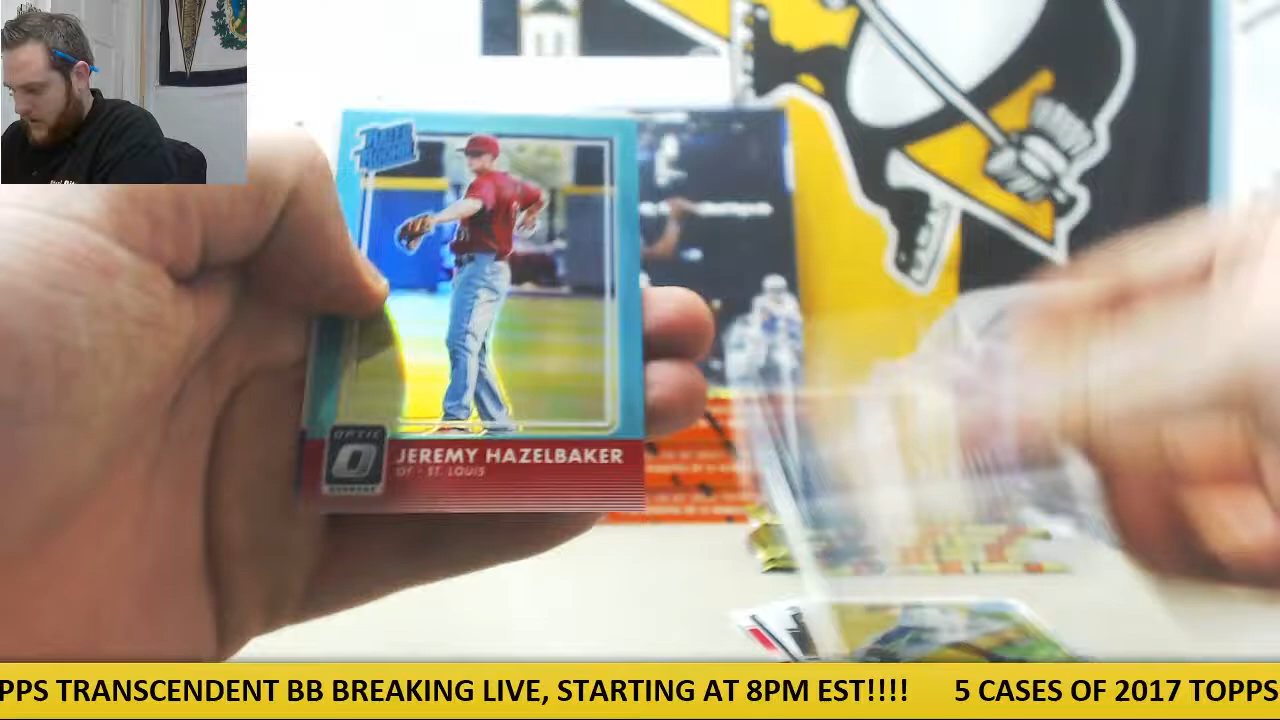 RATED
ROOKIE
OPTIC
JEREMY HAZELBAKER
OF - ST. LOUIS
DONRUSS
PPS TRANSCENDENT BB BREAKING LIVE, STARTING AT 8PM EST!!!! 5 CASES OF 2017 TOPPS